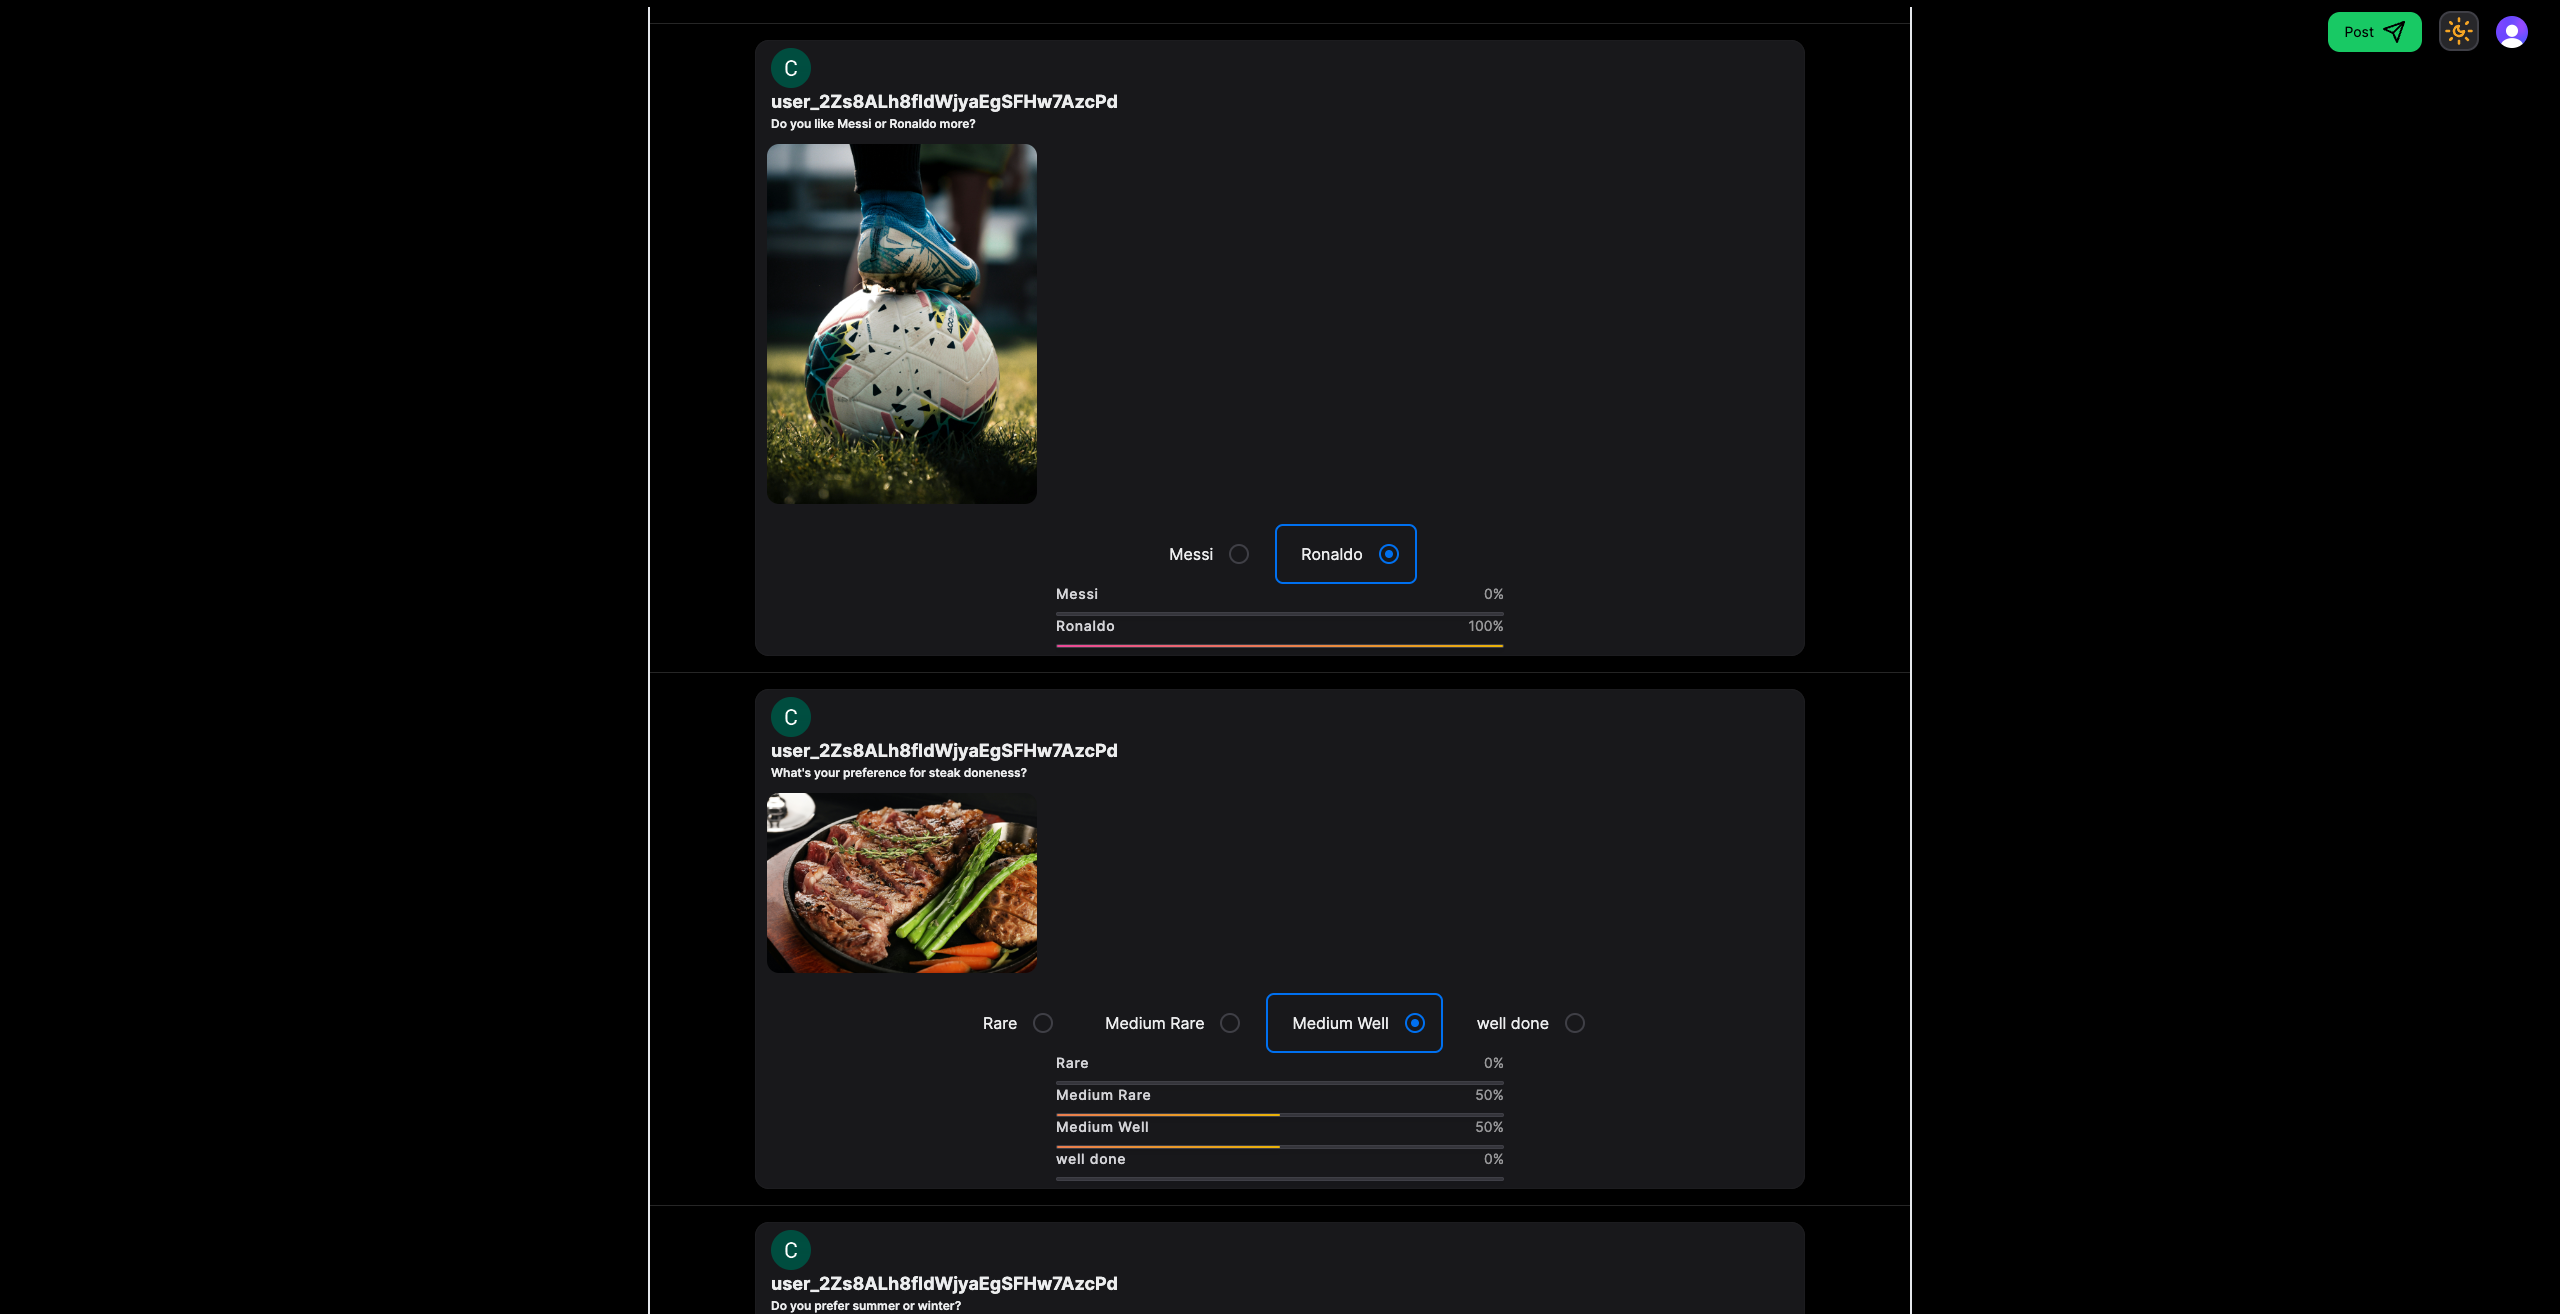 Post
C
user_2Zs8ALh8fldWjyaEgSFHw7AzcPd
Do you like Messi or Ronaldo more?
Messi
Ronaldo
Messi 0%
Ronaldo 100%
C
user_2Zs8ALh8fldWjyaEgSFHw7AzcPd
What's your preference for steak doneness?
Rare
Medium Rare
Medium Well
well done
Rare 0%
Medium Rare 50%
Medium Well 50%
well done 0%
C
user_2Zs8ALh8fldWjyaEgSFHw7AzcPd
Do you prefer summer or winter?